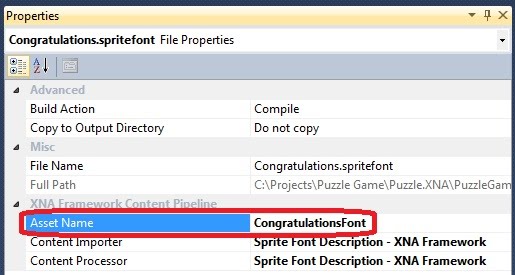 Properties
Congratulations.spritefont File Properties
Advanced
Build Action Compile
Copy to Output Directory Do not copy
Misc
File Name Congratulations.spritefont
Full Path C:\Projects\Puzzle Game\Puzzle.XNA\PuzzleGam
XNA Framework Content Pipeline
Asset Name CongratulationsFont
Content Importer Sprite Font Description - XNA Framework
Content Processor Sprite Font Description - XNA Framework